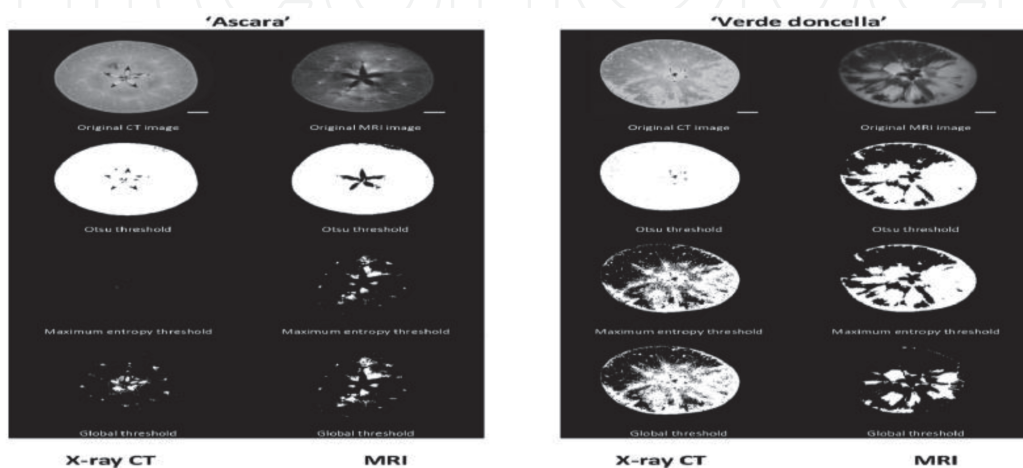 'Ascara'
Original CT image
Original MRI image
Otsu threshold
Otsu threshold
Maximum entropy threshold
Maximum entropy threshold
Global threshold
Global threshold
X-ray CT
MRI
'Verde doncella'
Original CT image
Original MRI image
Otsu threshold
Otsu threshold
Maximum entropy threshold
Maximum entropy threshold
Global threshold
Global threshold
X-ray CT
MRI